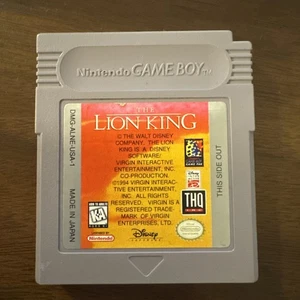 Nintendo GAME BOY™
THE
LION KING
© THE WALT DISNEY
COMPANY. THE LION
KING IS A DISNEY
SOFTWARE/
VIRGIN INTERACTIVE
ENTERTAINMENT, INC.
CO-PRODUCTION.
©1994 VIRGIN INTERAC-
TIVE ENTERTAINMENT,
INC. ALL RIGHTS
RESERVED. VIRGIN IS A
REGISTERED TRADE-
MARK OF VIRGIN
ENTERPRISES, LTD.
DMG-ALNE-USA-1
MADE IN JAPAN
THIS SIDE OUT
THQ
KA
Nintendo
Disney